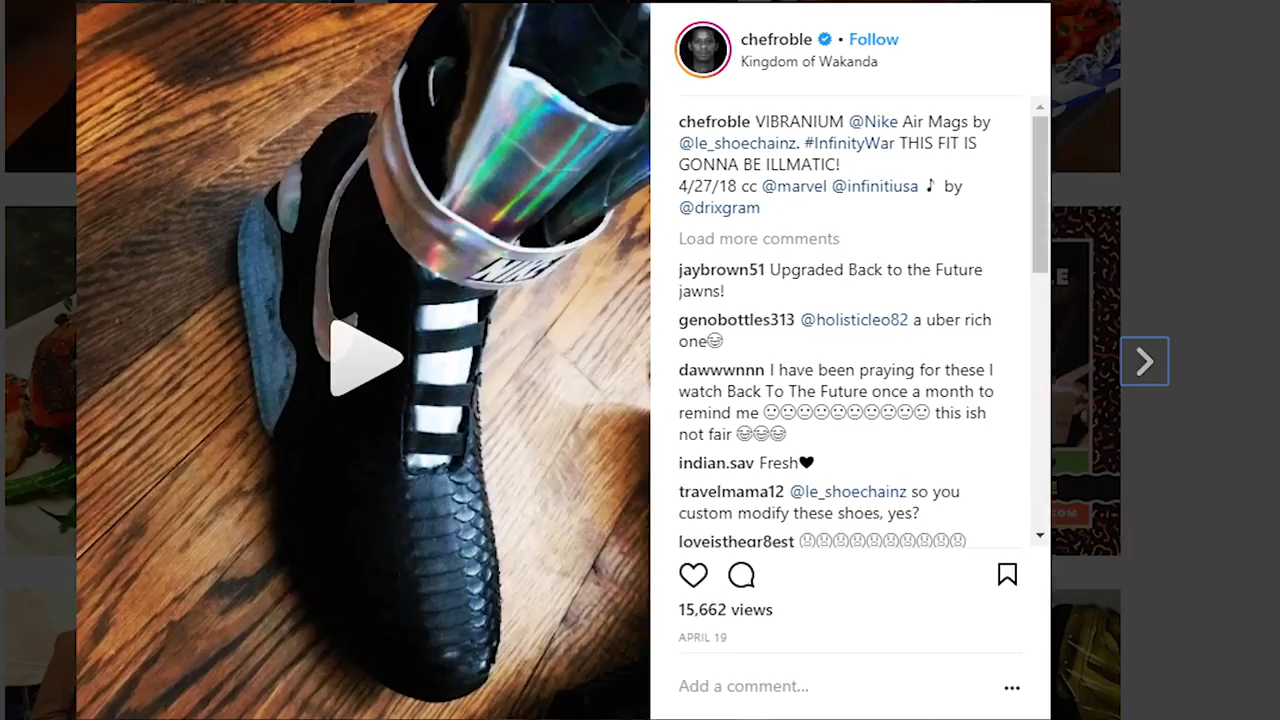 chefroble • Follow
Kingdom of Wakanda
chefroble VIBRANIUM @Nike Air Mags by
@le_shoechainz. #InfinityWar THIS FIT IS
GONNA BE ILLMATIC!
4/27/18 cc @marvel @infinitiusa ♪ by
@drixgram
Load more comments
jaybrown51 Upgraded Back to the Future
jawns!
genobottles313 @holisticleo82 a uber rich
one😂
dawwwnnn I have been praying for these I
watch Back To The Future once a month to
remind me 😐😐😐😐😐😐😐😐😐😐 this ish
not fair 😂😂😂
indian.sav Fresh🖤
travelmama12 @le_shoechainz so you
custom modify these shoes, yes?
loveisthegr8est 😩😩😩😩😩😩😩😩😩😩
15,662 views
APRIL 19
Add a comment...
NIKE